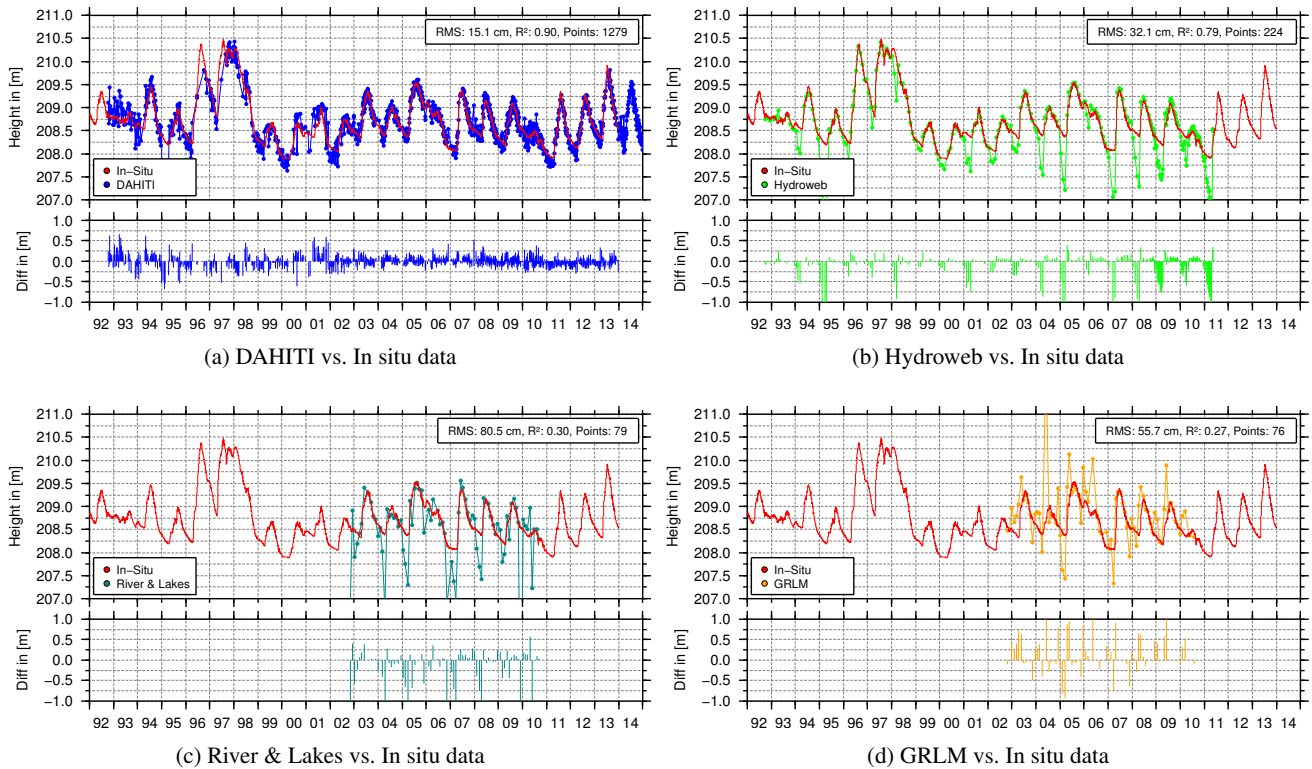 211.0
210.5
210.0
209.5
209.0
208.5
208.0
207.5
207.0
Height in [m]
RMS: 15.1 cm, R²: 0.90, Points: 1279
In−Situ
DAHITI
1.0
0.5
0.0
−0.5
−1.0
Diff in [m]
92 93 94 95 96 97 98 99 00 01 02 03 04 05 06 07 08 09 10 11 12 13 14
(a) DAHITI vs. In situ data
211.0
210.5
210.0
209.5
209.0
208.5
208.0
207.5
207.0
Height in [m]
RMS: 32.1 cm, R²: 0.79, Points: 224
In−Situ
Hydroweb
1.0
0.5
0.0
−0.5
−1.0
Diff in [m]
92 93 94 95 96 97 98 99 00 01 02 03 04 05 06 07 08 09 10 11 12 13 14
(b) Hydroweb vs. In situ data
211.0
210.5
210.0
209.5
209.0
208.5
208.0
207.5
207.0
Height in [m]
RMS: 80.5 cm, R²: 0.30, Points: 79
In−Situ
River & Lakes
1.0
0.5
0.0
−0.5
−1.0
Diff in [m]
92 93 94 95 96 97 98 99 00 01 02 03 04 05 06 07 08 09 10 11 12 13 14
(c) River & Lakes vs. In situ data
211.0
210.5
210.0
209.5
209.0
208.5
208.0
207.5
207.0
Height in [m]
RMS: 55.7 cm, R²: 0.27, Points: 76
In−Situ
GRLM
1.0
0.5
0.0
−0.5
−1.0
Diff in [m]
92 93 94 95 96 97 98 99 00 01 02 03 04 05 06 07 08 09 10 11 12 13 14
(d) GRLM vs. In situ data